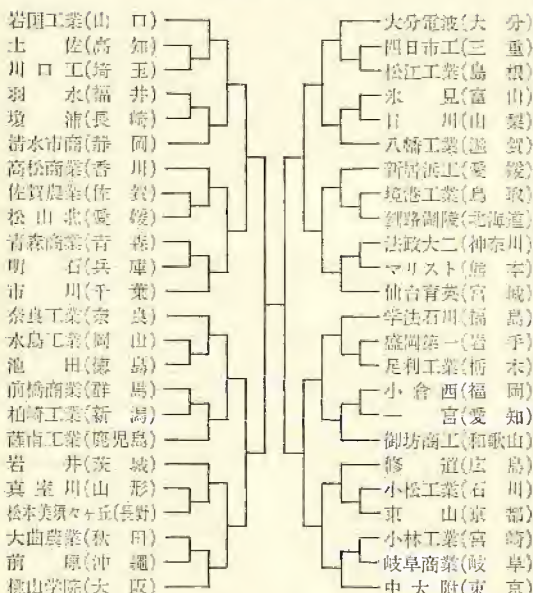 岩国工業(山口)
土佐(高知)
川口工(埼玉)
羽水(福井)
瓊浦(長崎)
清水市商(静岡)
高松商業(香川)
佐賀農業(佐賀)
松山北(愛媛)
青森商業(青森)
明石(兵庫)
市川(千葉)
奈良工業(奈良)
水島工業(岡山)
池田(徳島)
前橋商業(群馬)
柏崎工業(新潟)
薩南工業(鹿児島)
岩井(茨城)
真室川(山形)
松本美須々ヶ丘(長野)
大曲農業(秋田)
前原(沖縄)
桃山学院(大阪)
大分電波(大分)
四日市工(三重)
松江工業(島根)
氷見(富山)
日川(山梨)
八幡工業(滋賀)
新居浜工(愛媛)
境港工業(鳥取)
釧路湖陵(北海道)
法政大二(神奈川)
マリスト(熊本)
仙台育英(宮城)
学法石川(福島)
盛岡第一(岩手)
足利工業(栃木)
小倉西(福岡)
一宮(愛知)
御坊商工(和歌山)
修道(広島)
小松工業(石川)
東山(京都)
小林工業(宮崎)
岐阜商業(岐阜)
中大附(東京)